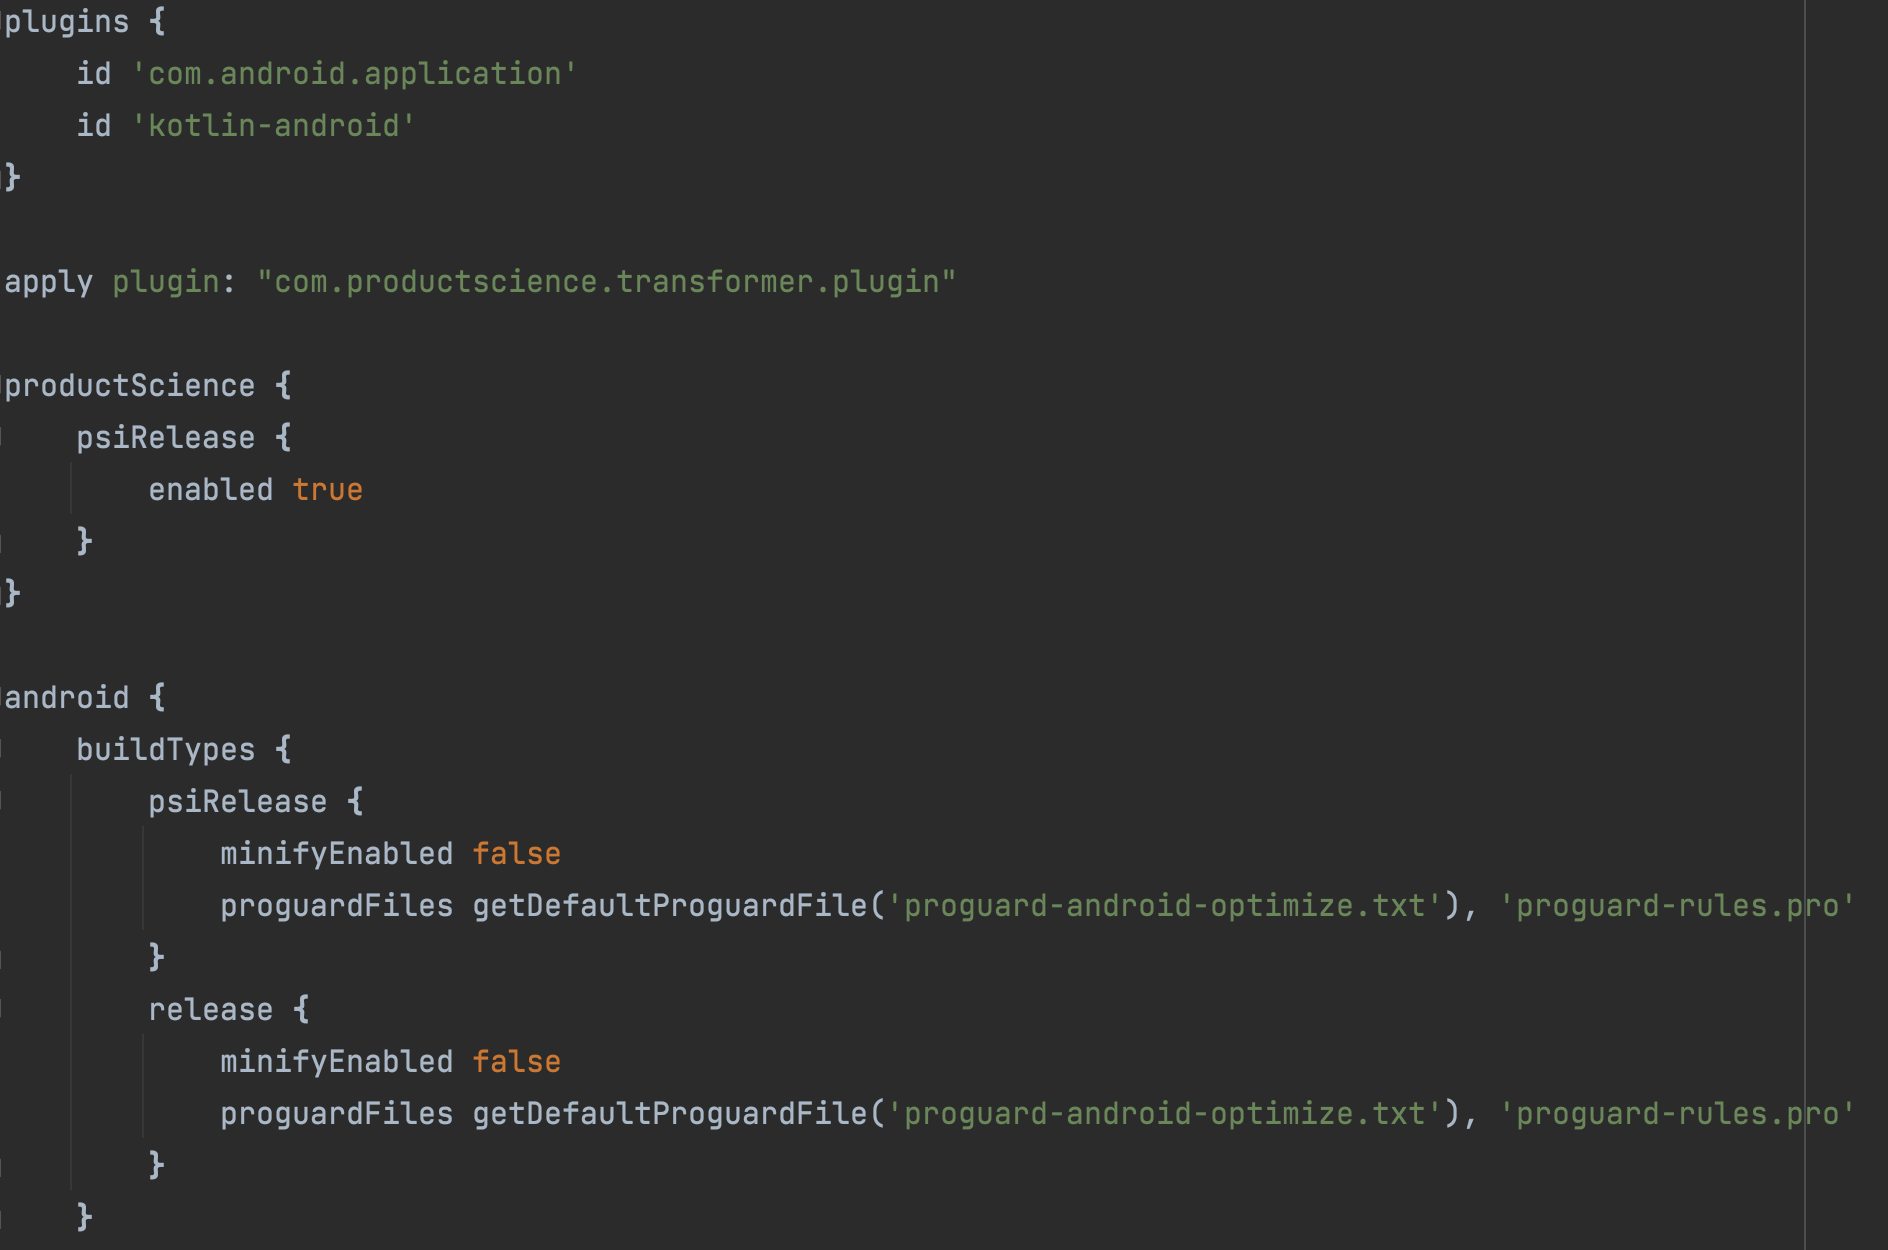 plugins {
    id 'com.android.application'
    id 'kotlin-android'
}
apply plugin: "com.productscience.transformer.plugin"
productScience {
    psiRelease {
        enabled true
    }
}
android {
    buildTypes {
        psiRelease {
            minifyEnabled false
            proguardFiles getDefaultProguardFile('proguard-android-optimize.txt'), 'proguard-rules.pro'
        }
        release {
            minifyEnabled false
            proguardFiles getDefaultProguardFile('proguard-android-optimize.txt'), 'proguard-rules.pro'
        }
    }